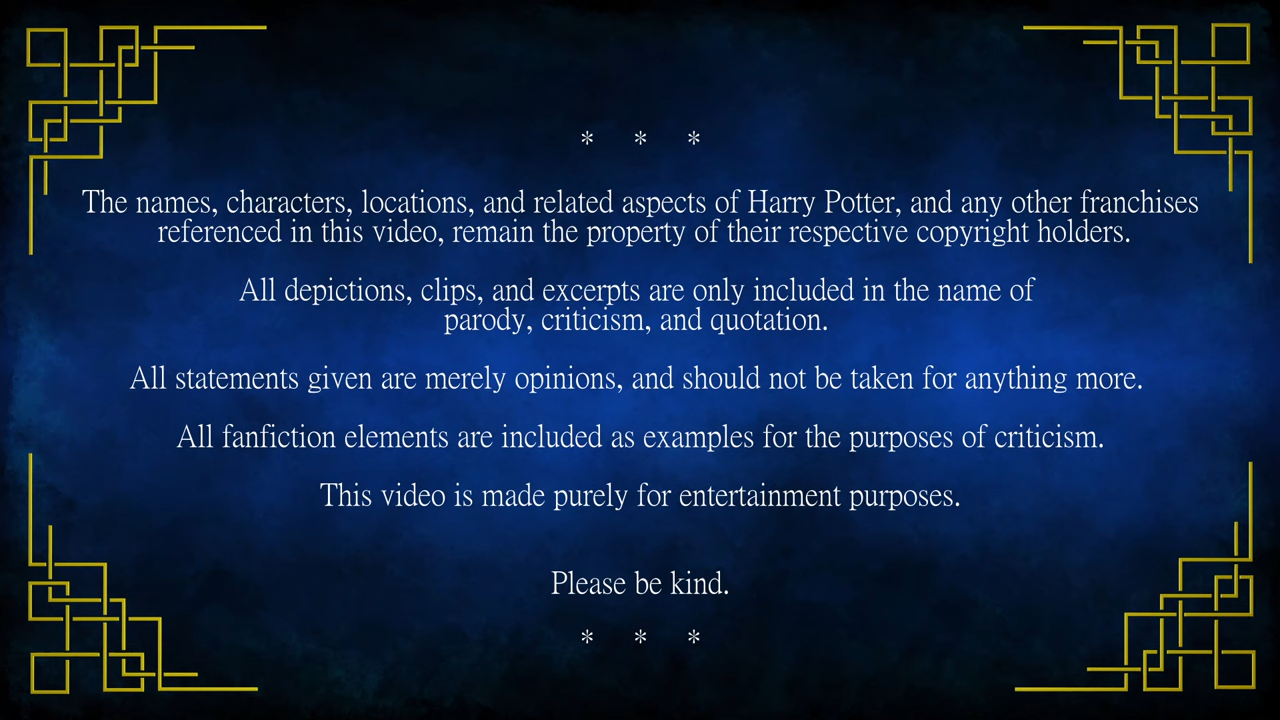 * * *
The names, characters, locations, and related aspects of Harry Potter, and any other franchises
referenced in this video, remain the property of their respective copyright holders.
All depictions, clips, and excerpts are only included in the name of
parody, criticism, and quotation.
All statements given are merely opinions, and should not be taken for anything more.
All fanfiction elements are included as examples for the purposes of criticism.
This video is made purely for entertainment purposes.
Please be kind.
* * *